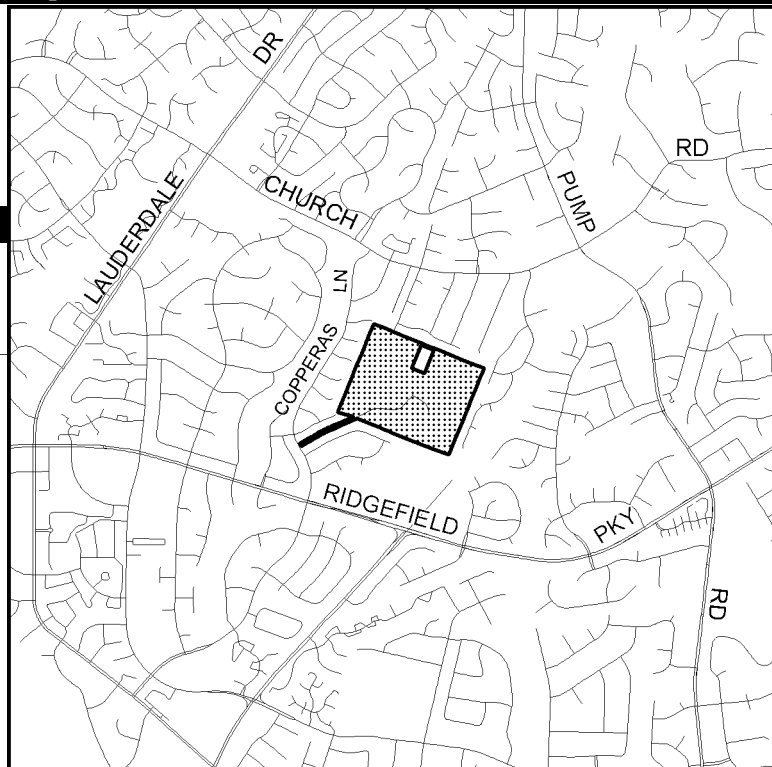 DR
RD
CHURCH
PUMP
LAUDERDALE
LN
COPPERAS
RIDGEFIELD
PKY
RD